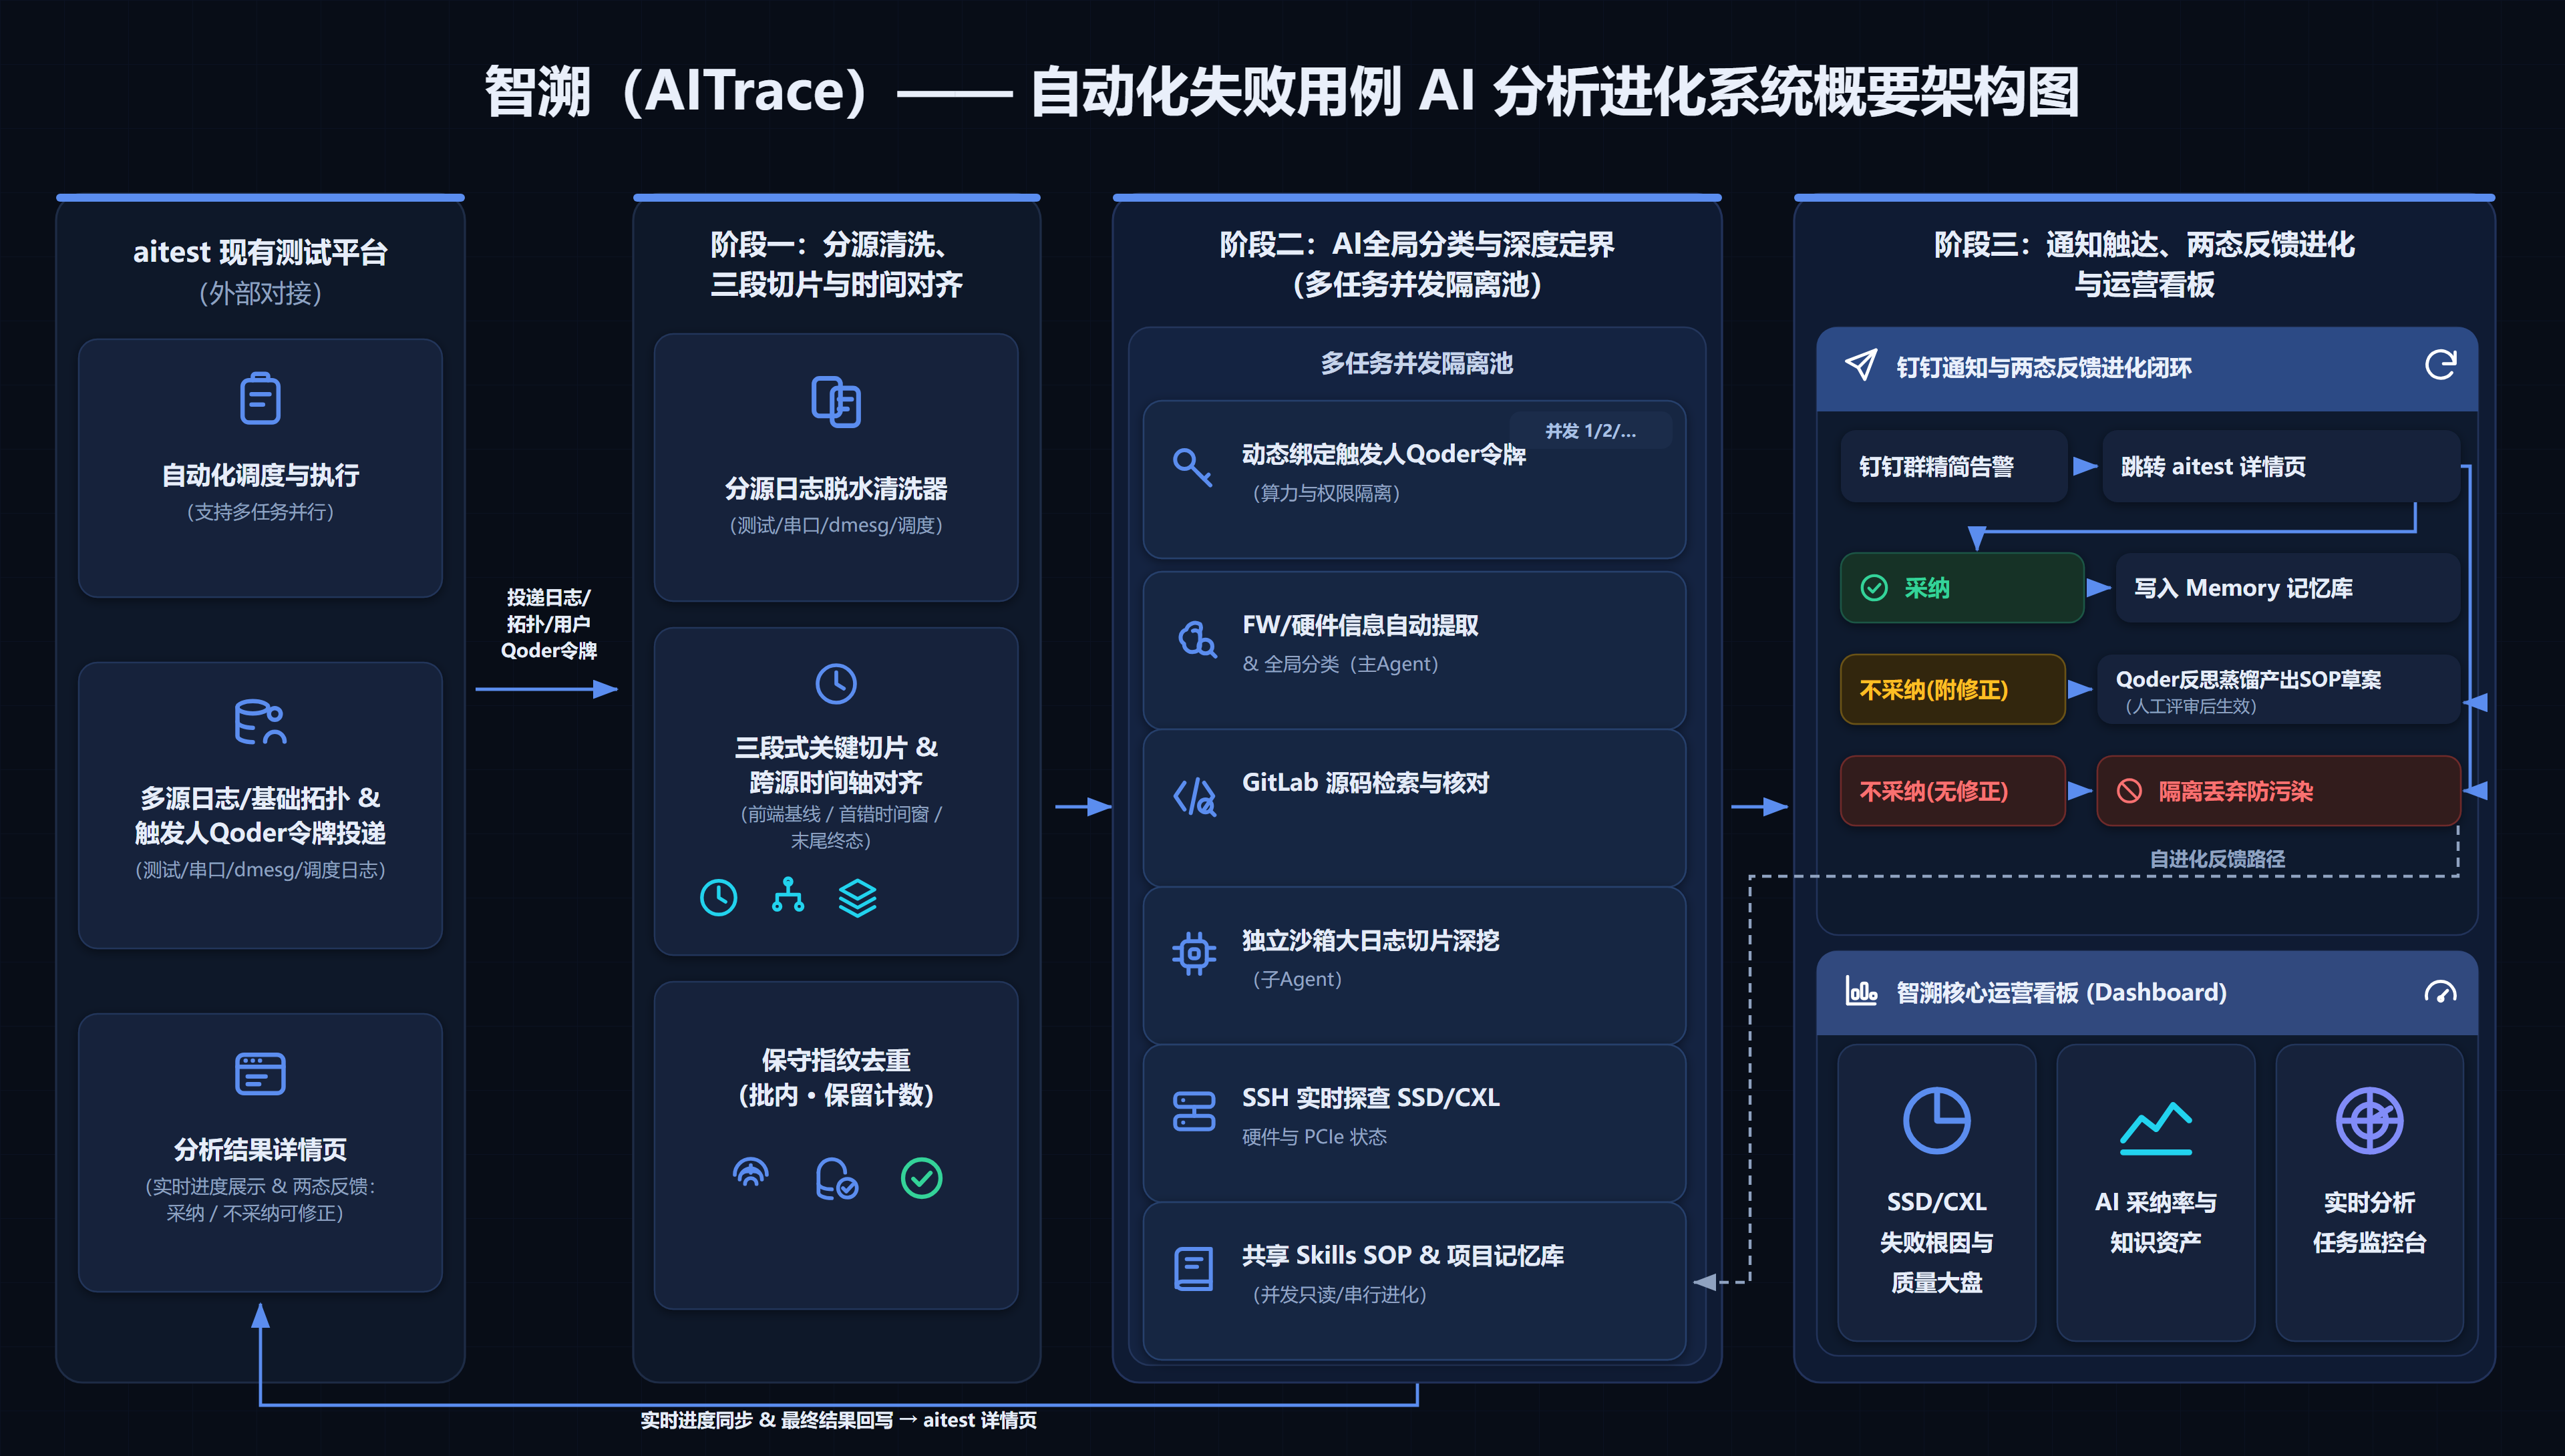 智溯（AITrace）—— 自动化失败用例 AI 分析进化系统概要架构图
aitest 现有测试平台
（外部对接）
自动化调度与执行
（支持多任务并行）
多源日志/基础拓扑 &
触发人Qoder令牌投递
（测试/串口/dmesg/调度日志）
分析结果详情页
（实时进度展示 & 两态反馈：
采纳 / 不采纳可修正）
投递日志/
拓扑/用户
Qoder令牌
阶段一：分源清洗、
三段切片与时间对齐
分源日志脱水清洗器
（测试/串口/dmesg/调度）
三段式关键切片 &
跨源时间轴对齐
（前端基线 / 首错时间窗 /
末尾终态）
保守指纹去重
（批内・保留计数）
阶段二：AI全局分类与深度定界
（多任务并发隔离池）
多任务并发隔离池
并发 1/2/...
动态绑定触发人Qoder令牌
（算力与权限隔离）
FW/硬件信息自动提取
& 全局分类（主Agent）
GitLab 源码检索与核对
独立沙箱大日志切片深挖
（子Agent）
SSH 实时探查 SSD/CXL
硬件与 PCIe 状态
共享 Skills SOP & 项目记忆库
（并发只读/串行进化）
阶段三：通知触达、两态反馈进化
与运营看板
钉钉通知与两态反馈进化闭环
钉钉群精简告警
跳转 aitest 详情页
采纳
写入 Memory 记忆库
不采纳(附修正)
Qoder反思蒸馏产出SOP草案
（人工评审后生效）
不采纳(无修正)
隔离丢弃防污染
自进化反馈路径
智溯核心运营看板 (Dashboard)
SSD/CXL
失败根因与
质量大盘
AI 采纳率与
知识资产
实时分析
任务监控台
实时进度同步 & 最终结果回写 → aitest 详情页